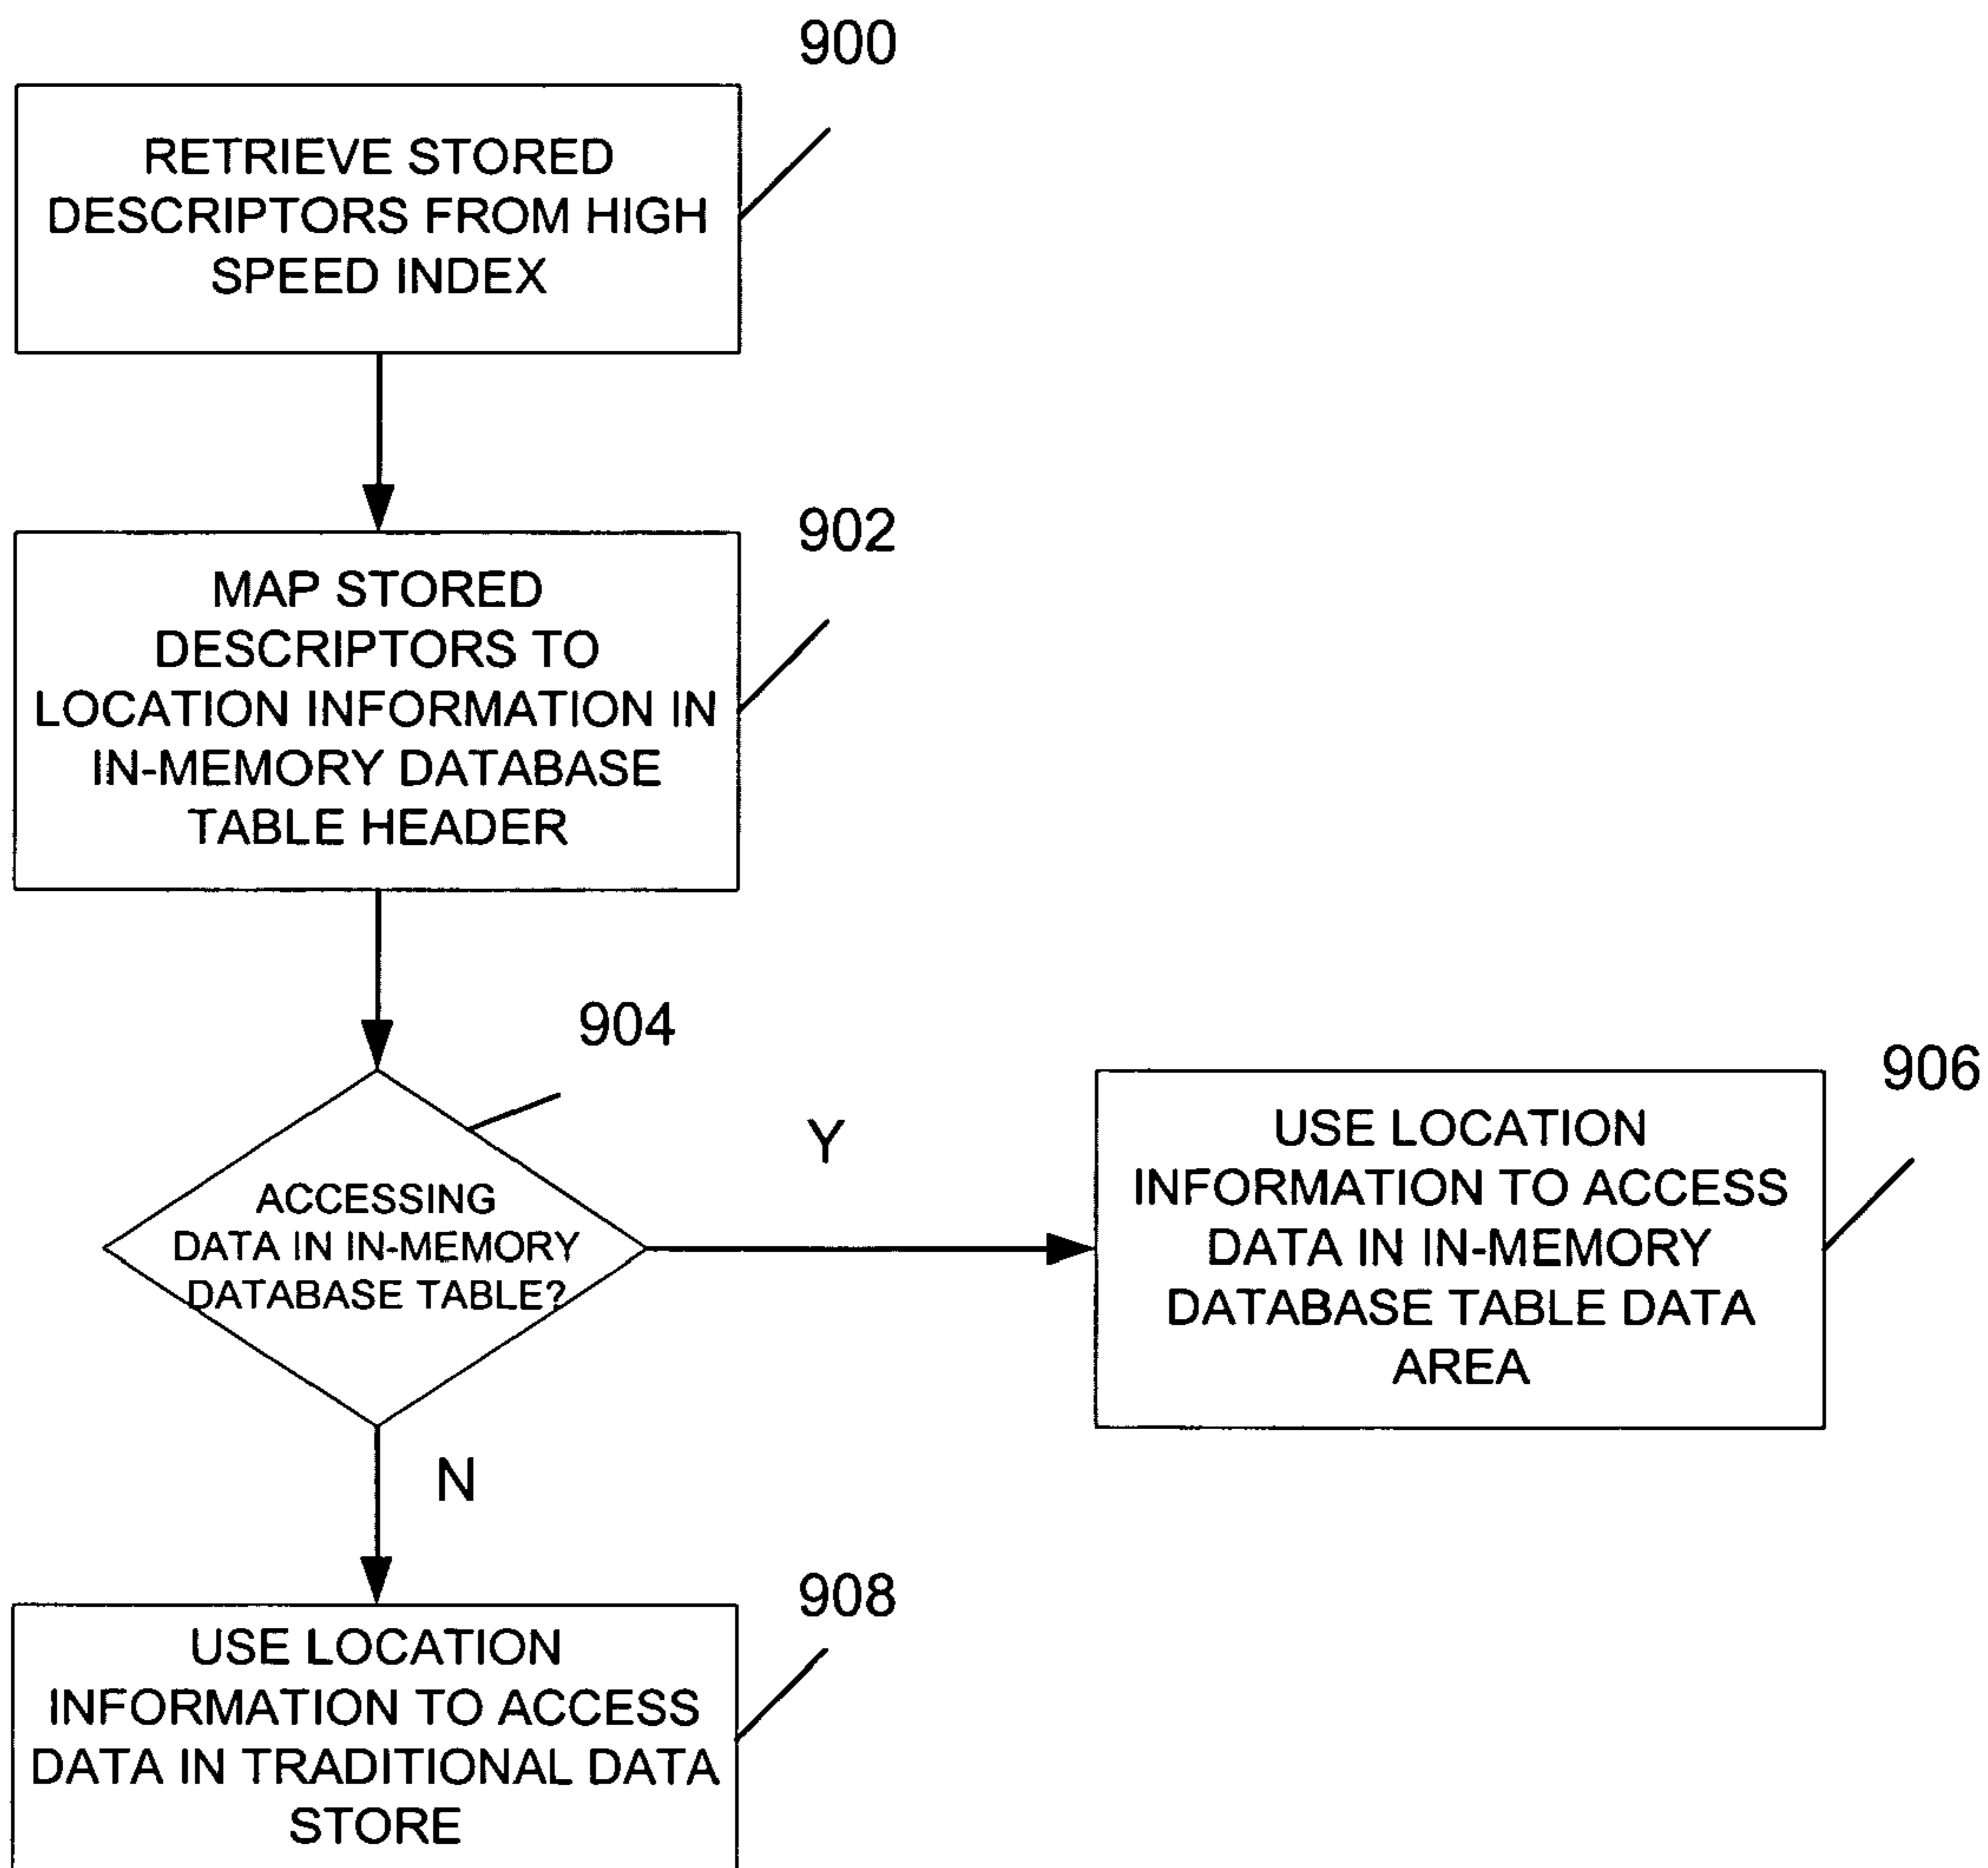 900
RETRIEVE STORED
DESCRIPTORS FROM HIGH
SPEED INDEX
902
MAP STORED
DESCRIPTORS TO
LOCATION INFORMATION IN
IN-MEMORY DATABASE
TABLE HEADER
904
ACCESSING
DATA IN IN-MEMORY
DATABASE TABLE?
Y
906
USE LOCATION
INFORMATION TO ACCESS
DATA IN IN-MEMORY
DATABASE TABLE DATA
AREA
N
908
USE LOCATION
INFORMATION TO ACCESS
DATA IN TRADITIONAL DATA
STORE